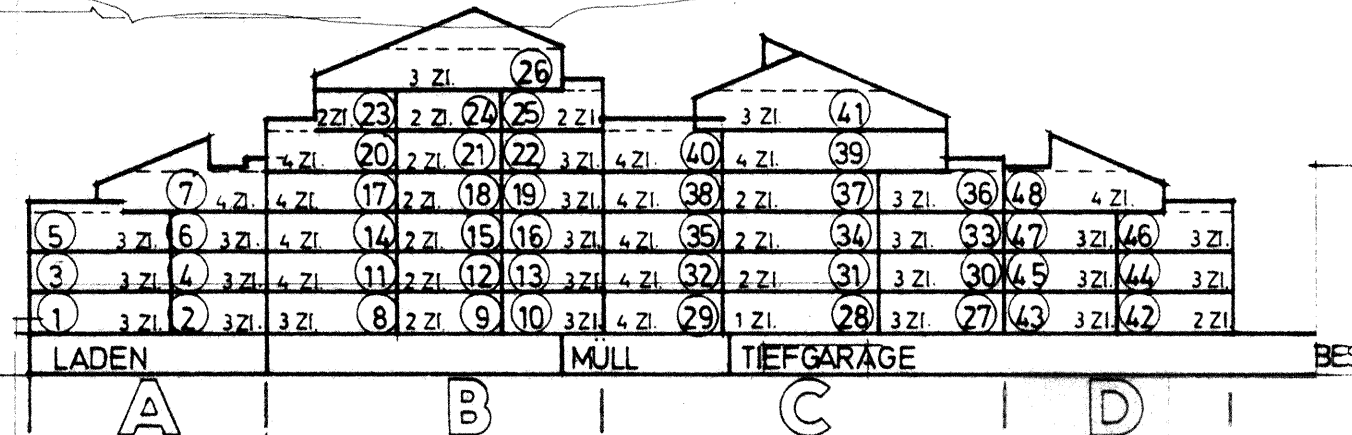 3 ZI. 26
2ZI. 23 2 ZI. 24 25 2 ZI. 3 ZI. 41
4 ZI. 20 2 ZI. 21 22 3 ZI. 4 ZI. 40 4 ZI. 39
7 4 ZI. 4 ZI. 17 2 ZI. 18 19 3 ZI. 4 ZI. 38 2 ZI. 37 3 ZI. 36 48 4 ZI.
5 3 ZI. 6 3 ZI. 4 ZI. 14 2 ZI. 15 16 3 ZI. 4 ZI. 35 2 ZI. 34 3 ZI. 33 47 3 ZI. 46 3 ZI.
3 3 ZI. 4 3 ZI. 4 ZI. 11 2 ZI. 12 13 3 ZI. 4 ZI. 32 2 ZI. 31 3 ZI. 30 45 3 ZI. 44 3 ZI.
1 3 ZI. 2 3 ZI. 3 ZI. 8 2 ZI. 9 10 3 ZI. 4 ZI. 29 1 ZI. 28 3 ZI. 27 43 3 ZI. 42 2 ZI.
LADEN MÜLL TIEFGARAGE BES
A B C D